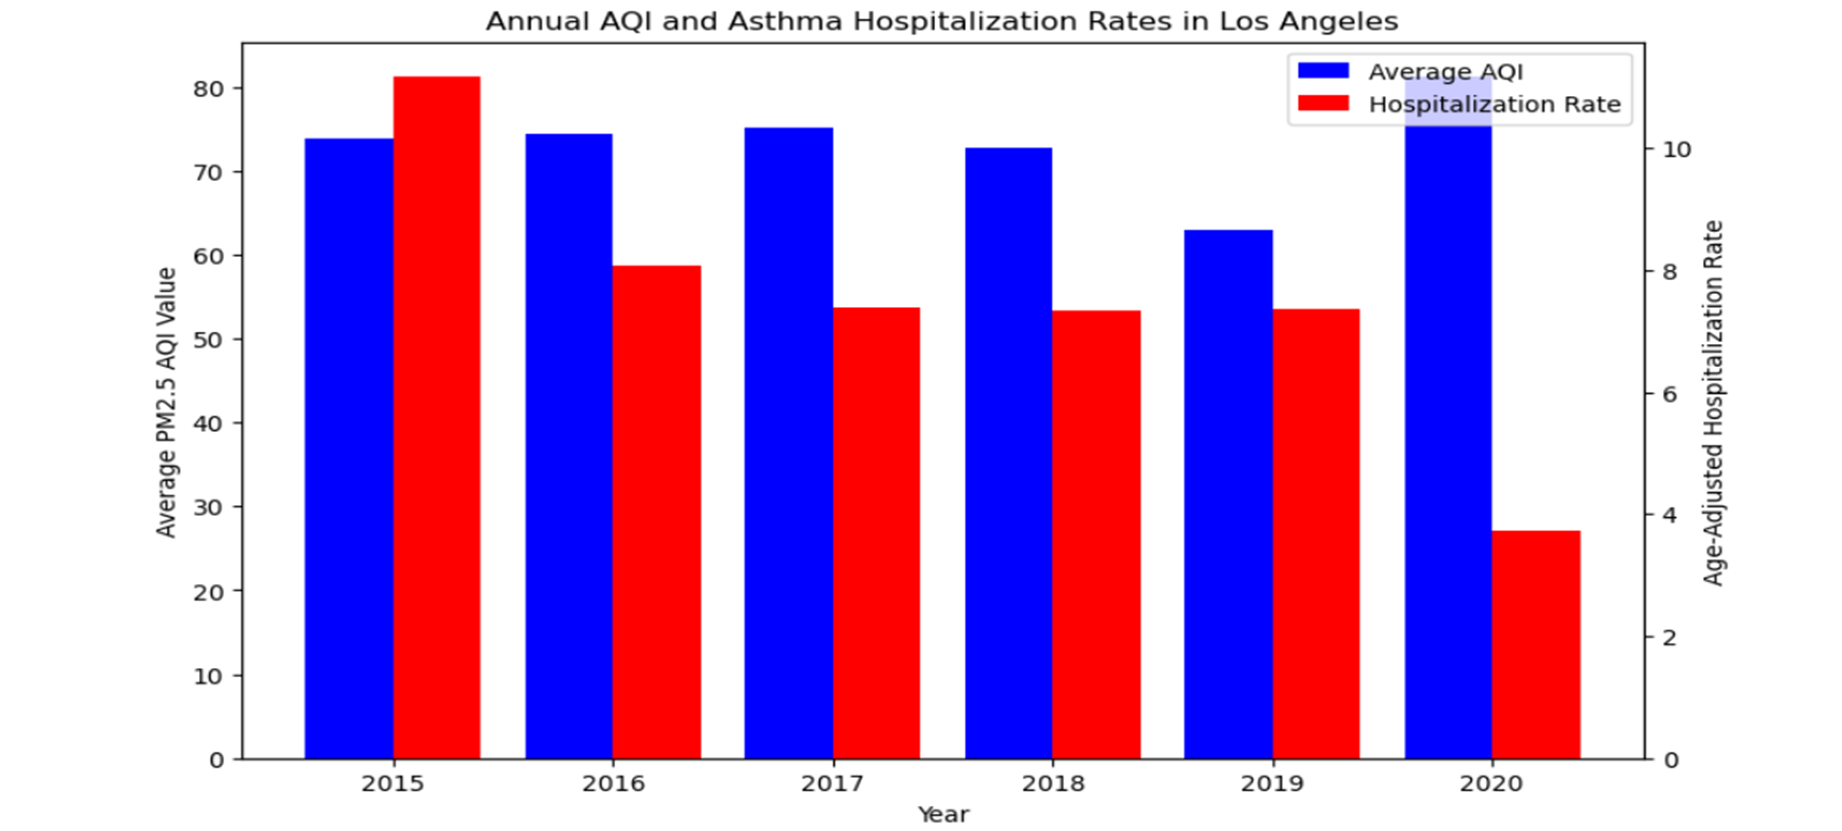 Annual AQI and Asthma Hospitalization Rates in Los Angeles
Average AQI
Hospitalization Rate
80
70
60
50
40
30
20
10
0
Average PM2.5 AQI Value
10
8
6
4
2
0
Age-Adjusted Hospitalization Rate
2015 2016 2017 2018 2019 2020
Year